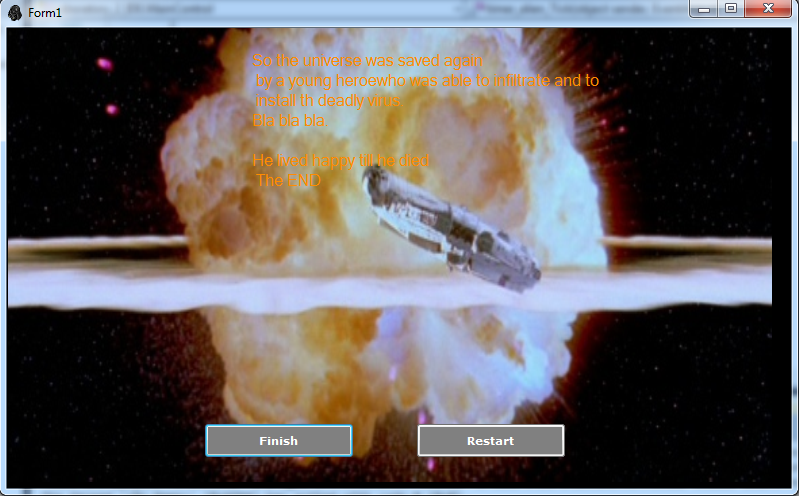 Form1
So the universe was saved again
by a young heroewho was able to infiltrate and to
install th deadly virus
Bla bla bla.
He lived happy till he died
The END
Finish
Restart